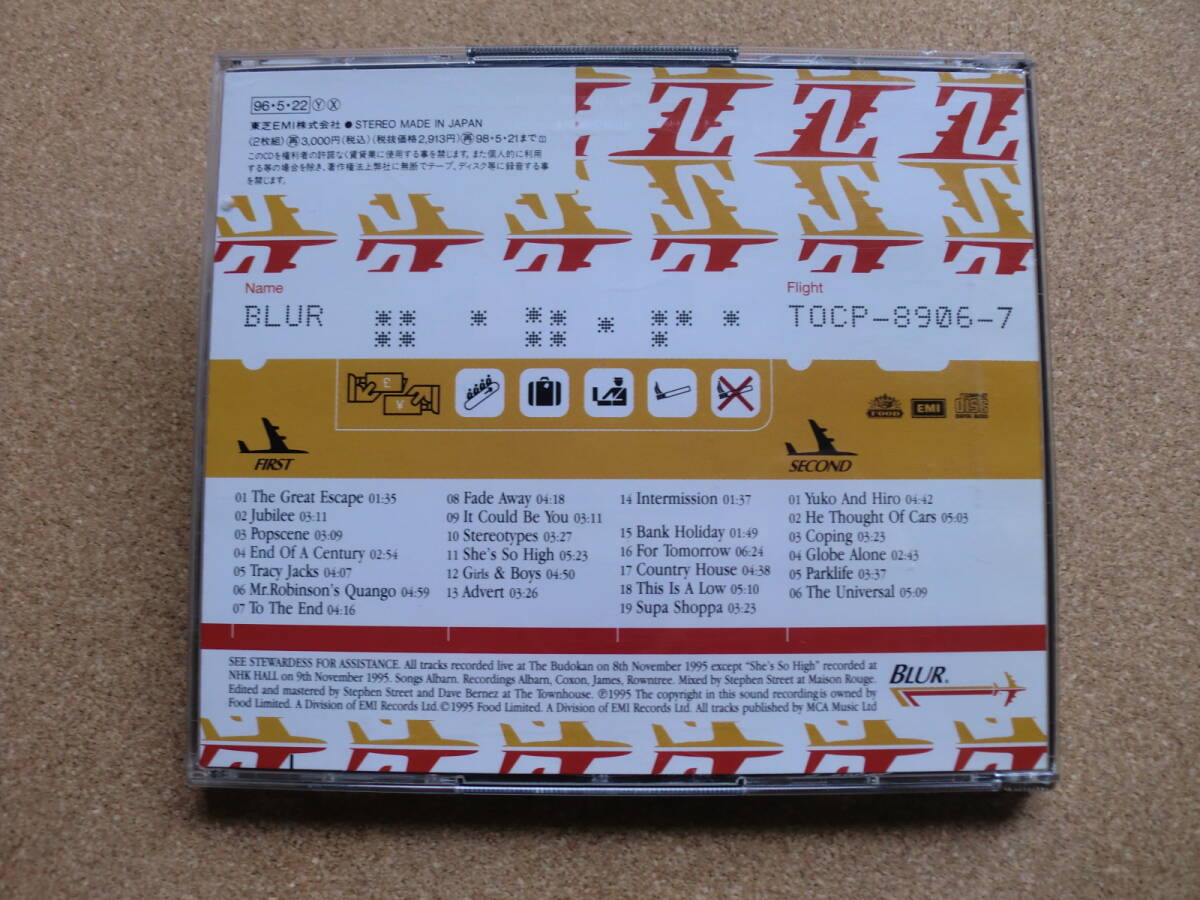 96・5・22 Ⓨ Ⓧ
東芝EMI株式会社 ● STEREO MADE IN JAPAN
(2枚組) ㊢3,000円(税込)(税抜価格2,913円) ㊢98・5・21まで
このCDを権利者の許諾なく賃貸業に使用する事を禁じます。また個人的に利用
する等の場合を除き、著作権法上弊社に無断でテープ、ディスク等に録音する事
を禁じます。
Name
BLUR
Flight
TOCP-8906-7
£
¥
FOOD
EMI
COMPACT disc DIGITAL AUDIO
FIRST
01 The Great Escape 01:35
02 Jubilee 03:11
03 Popscene 03:09
04 End Of A Century 02:54
05 Tracy Jacks 04:07
06 Mr.Robinson's Quango 04:59
07 To The End 04:16
08 Fade Away 04:18
09 It Could Be You 03:11
10 Stereotypes 03:27
11 She's So High 05:23
12 Girls & Boys 04:50
13 Advert 03:26
14 Intermission 01:37
15 Bank Holiday 01:49
16 For Tomorrow 06:24
17 Country House 04:38
18 This Is A Low 05:10
19 Supa Shoppa 03:23
SECOND
01 Yuko And Hiro 04:42
02 He Thought Of Cars 05:03
03 Coping 03:23
04 Globe Alone 02:43
05 Parklife 03:37
06 The Universal 05:09
SEE STEWARDESS FOR ASSISTANCE. All tracks recorded live at The Budokan on 8th November 1995 except "She's So High" recorded at
NHK HALL on 9th November 1995. Songs Albarn. Recordings Albarn, Coxon, James, Rowntree. Mixed by Stephen Street at Maison Rouge.
Edited and mastered by Stephen Street and Dave Bernez at The Townhouse. ℗1995 The copyright in this sound recording is owned by
Food Limited. A Division of EMI Records Ltd. ©1995 Food Limited. A Division of EMI Records Ltd. All tracks published by MCA Music Ltd
BLUR.